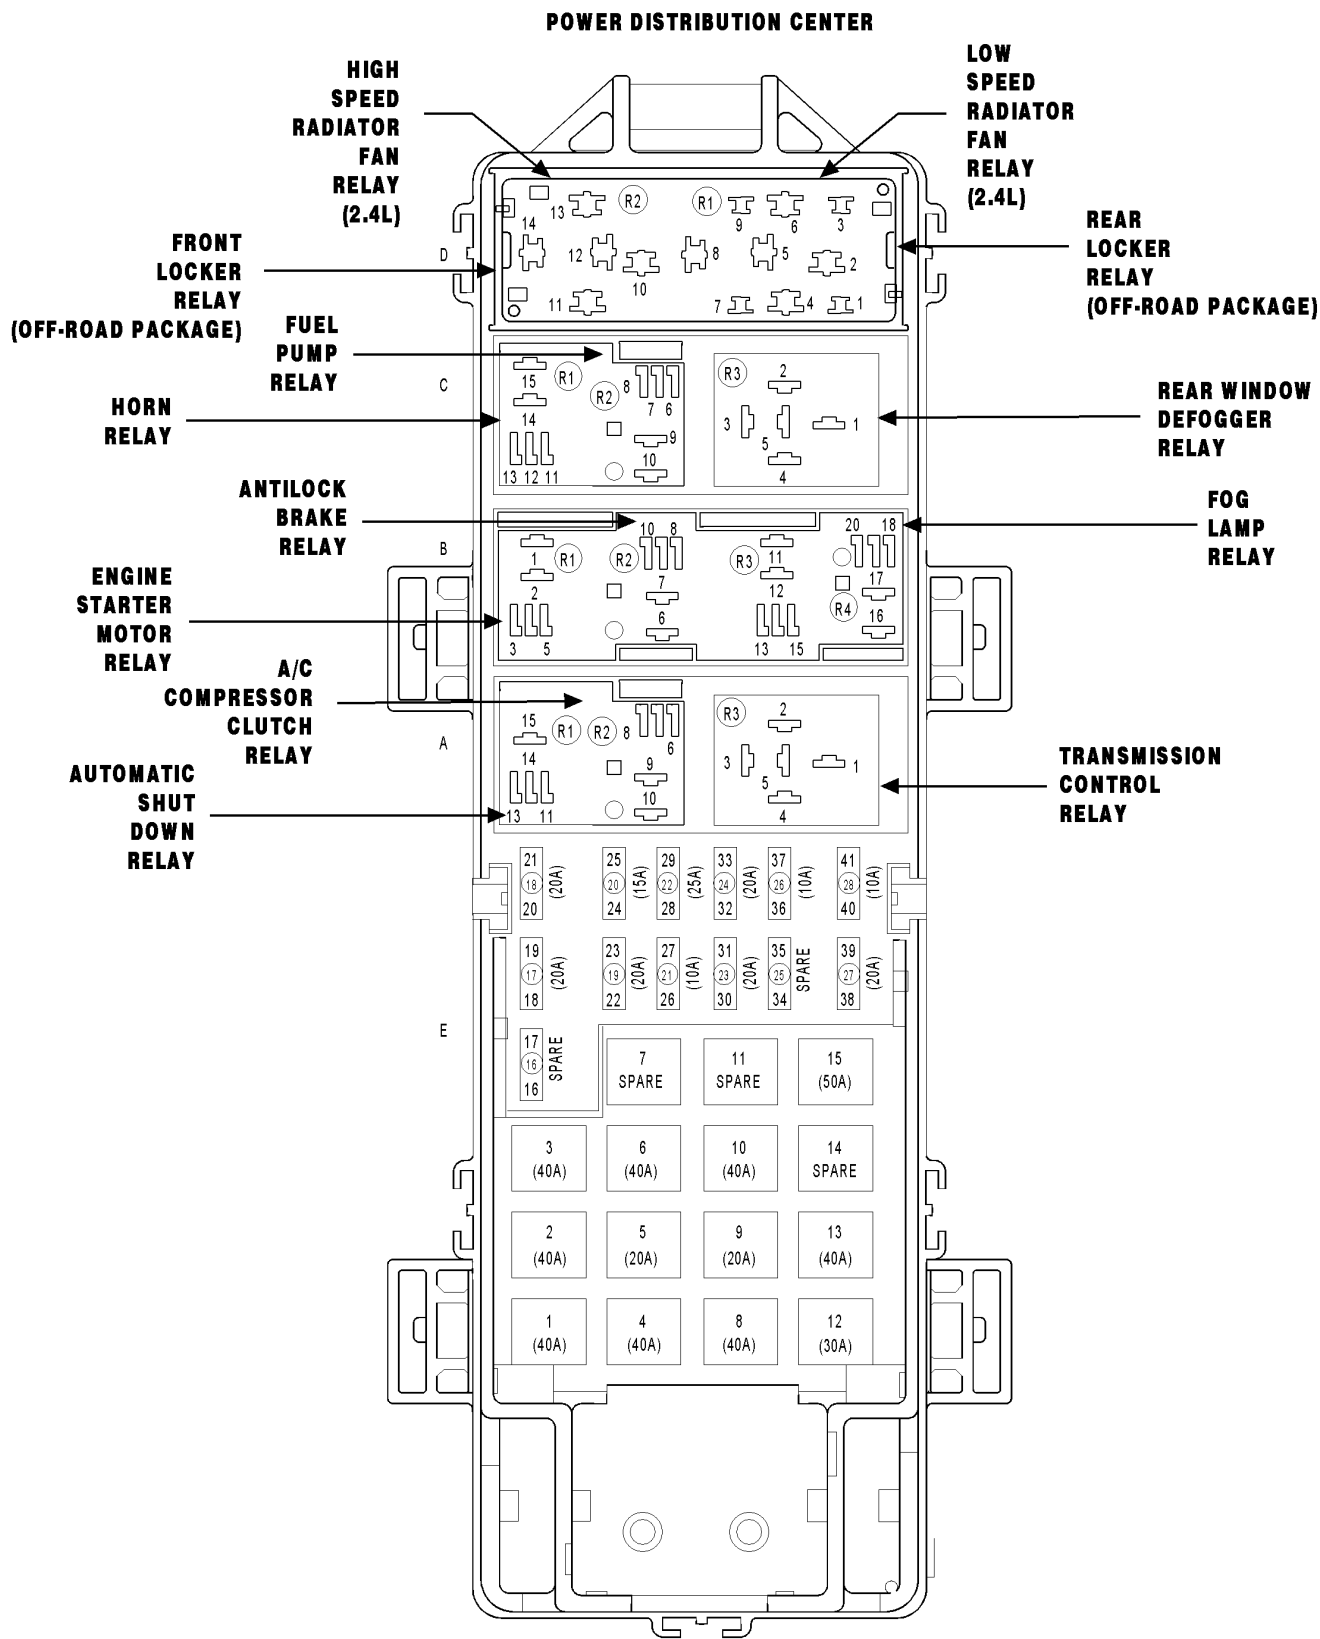 POWER DISTRIBUTION CENTER
HIGH
SPEED
RADIATOR
FAN
RELAY
(2.4L)
LOW
SPEED
RADIATOR
FAN
RELAY
(2.4L)
FRONT
LOCKER
RELAY
(OFF-ROAD PACKAGE)
REAR
LOCKER
RELAY
(OFF-ROAD PACKAGE)
D
13 R2 R1 9 6 3
14
12 10 8 5 2
11 7 4 1
FUEL
PUMP
RELAY
HORN
RELAY
C
15 R1 R2 8 7 6
14 9
13 12 11 10
R3 2
3 5 1
4
REAR WINDOW
DEFOGGER
RELAY
ANTILOCK
BRAKE
RELAY
FOG
LAMP
RELAY
ENGINE
STARTER
MOTOR
RELAY
B
10 8 20 18
1 R1 R2 R3 11
2 7 12 17
R4
6 16
3 5 13 15
A/C
COMPRESSOR
CLUTCH
RELAY
AUTOMATIC
SHUT
DOWN
RELAY
A
15 R1 R2 8 6
14 9
13 11 10
R3 2
3 5 1
4
TRANSMISSION
CONTROL
RELAY
21 25 29 33 37 41
18 (20A) 20 (15A) 22 (25A) 24 (20A) 26 (10A) 28 (10A)
20 24 28 32 36 40
19 23 27 31 35 39
17 (20A) 19 (20A) 21 (10A) 23 (20A) 25 SPARE 27 (20A)
18 22 26 30 34 38
E
17
16 SPARE
16
7 11 15
SPARE SPARE (50A)
3 6 10 14
(40A) (40A) (40A) SPARE
2 5 9 13
(40A) (20A) (20A) (40A)
1 4 8 12
(40A) (40A) (40A) (30A)